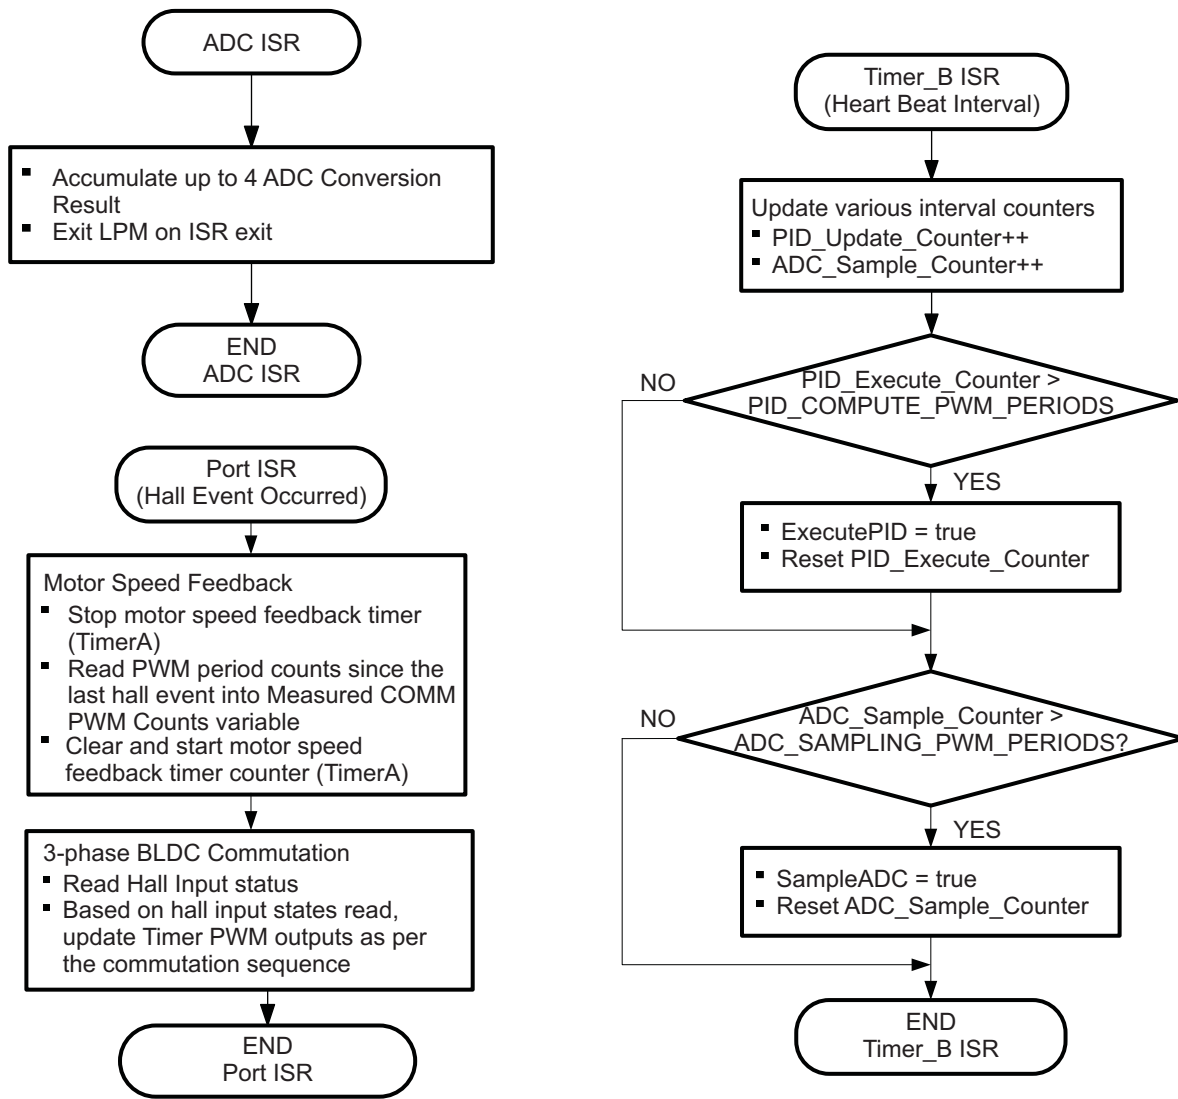 ADC ISR
▪ Accumulate up to 4 ADC Conversion
Result
▪ Exit LPM on ISR exit
END
ADC ISR
Port ISR
(Hall Event Occurred)
Motor Speed Feedback
▪ Stop motor speed feedback timer
(TimerA)
▪ Read PWM period counts since the
last hall event into Measured COMM
PWM Counts variable
▪ Clear and start motor speed
feedback timer counter (TimerA)
3-phase BLDC Commutation
▪ Read Hall Input status
▪ Based on hall input states read,
update Timer PWM outputs as per
the commutation sequence
END
Port ISR
Timer_B ISR
(Heart Beat Interval)
Update various interval counters
▪ PID_Update_Counter++
▪ ADC_Sample_Counter++
PID_Execute_Counter >
PID_COMPUTE_PWM_PERIODS
NO
YES
▪ ExecutePID = true
▪ Reset PID_Execute_Counter
ADC_Sample_Counter >
ADC_SAMPLING_PWM_PERIODS?
NO
YES
▪ SampleADC = true
▪ Reset ADC_Sample_Counter
END
Timer_B ISR